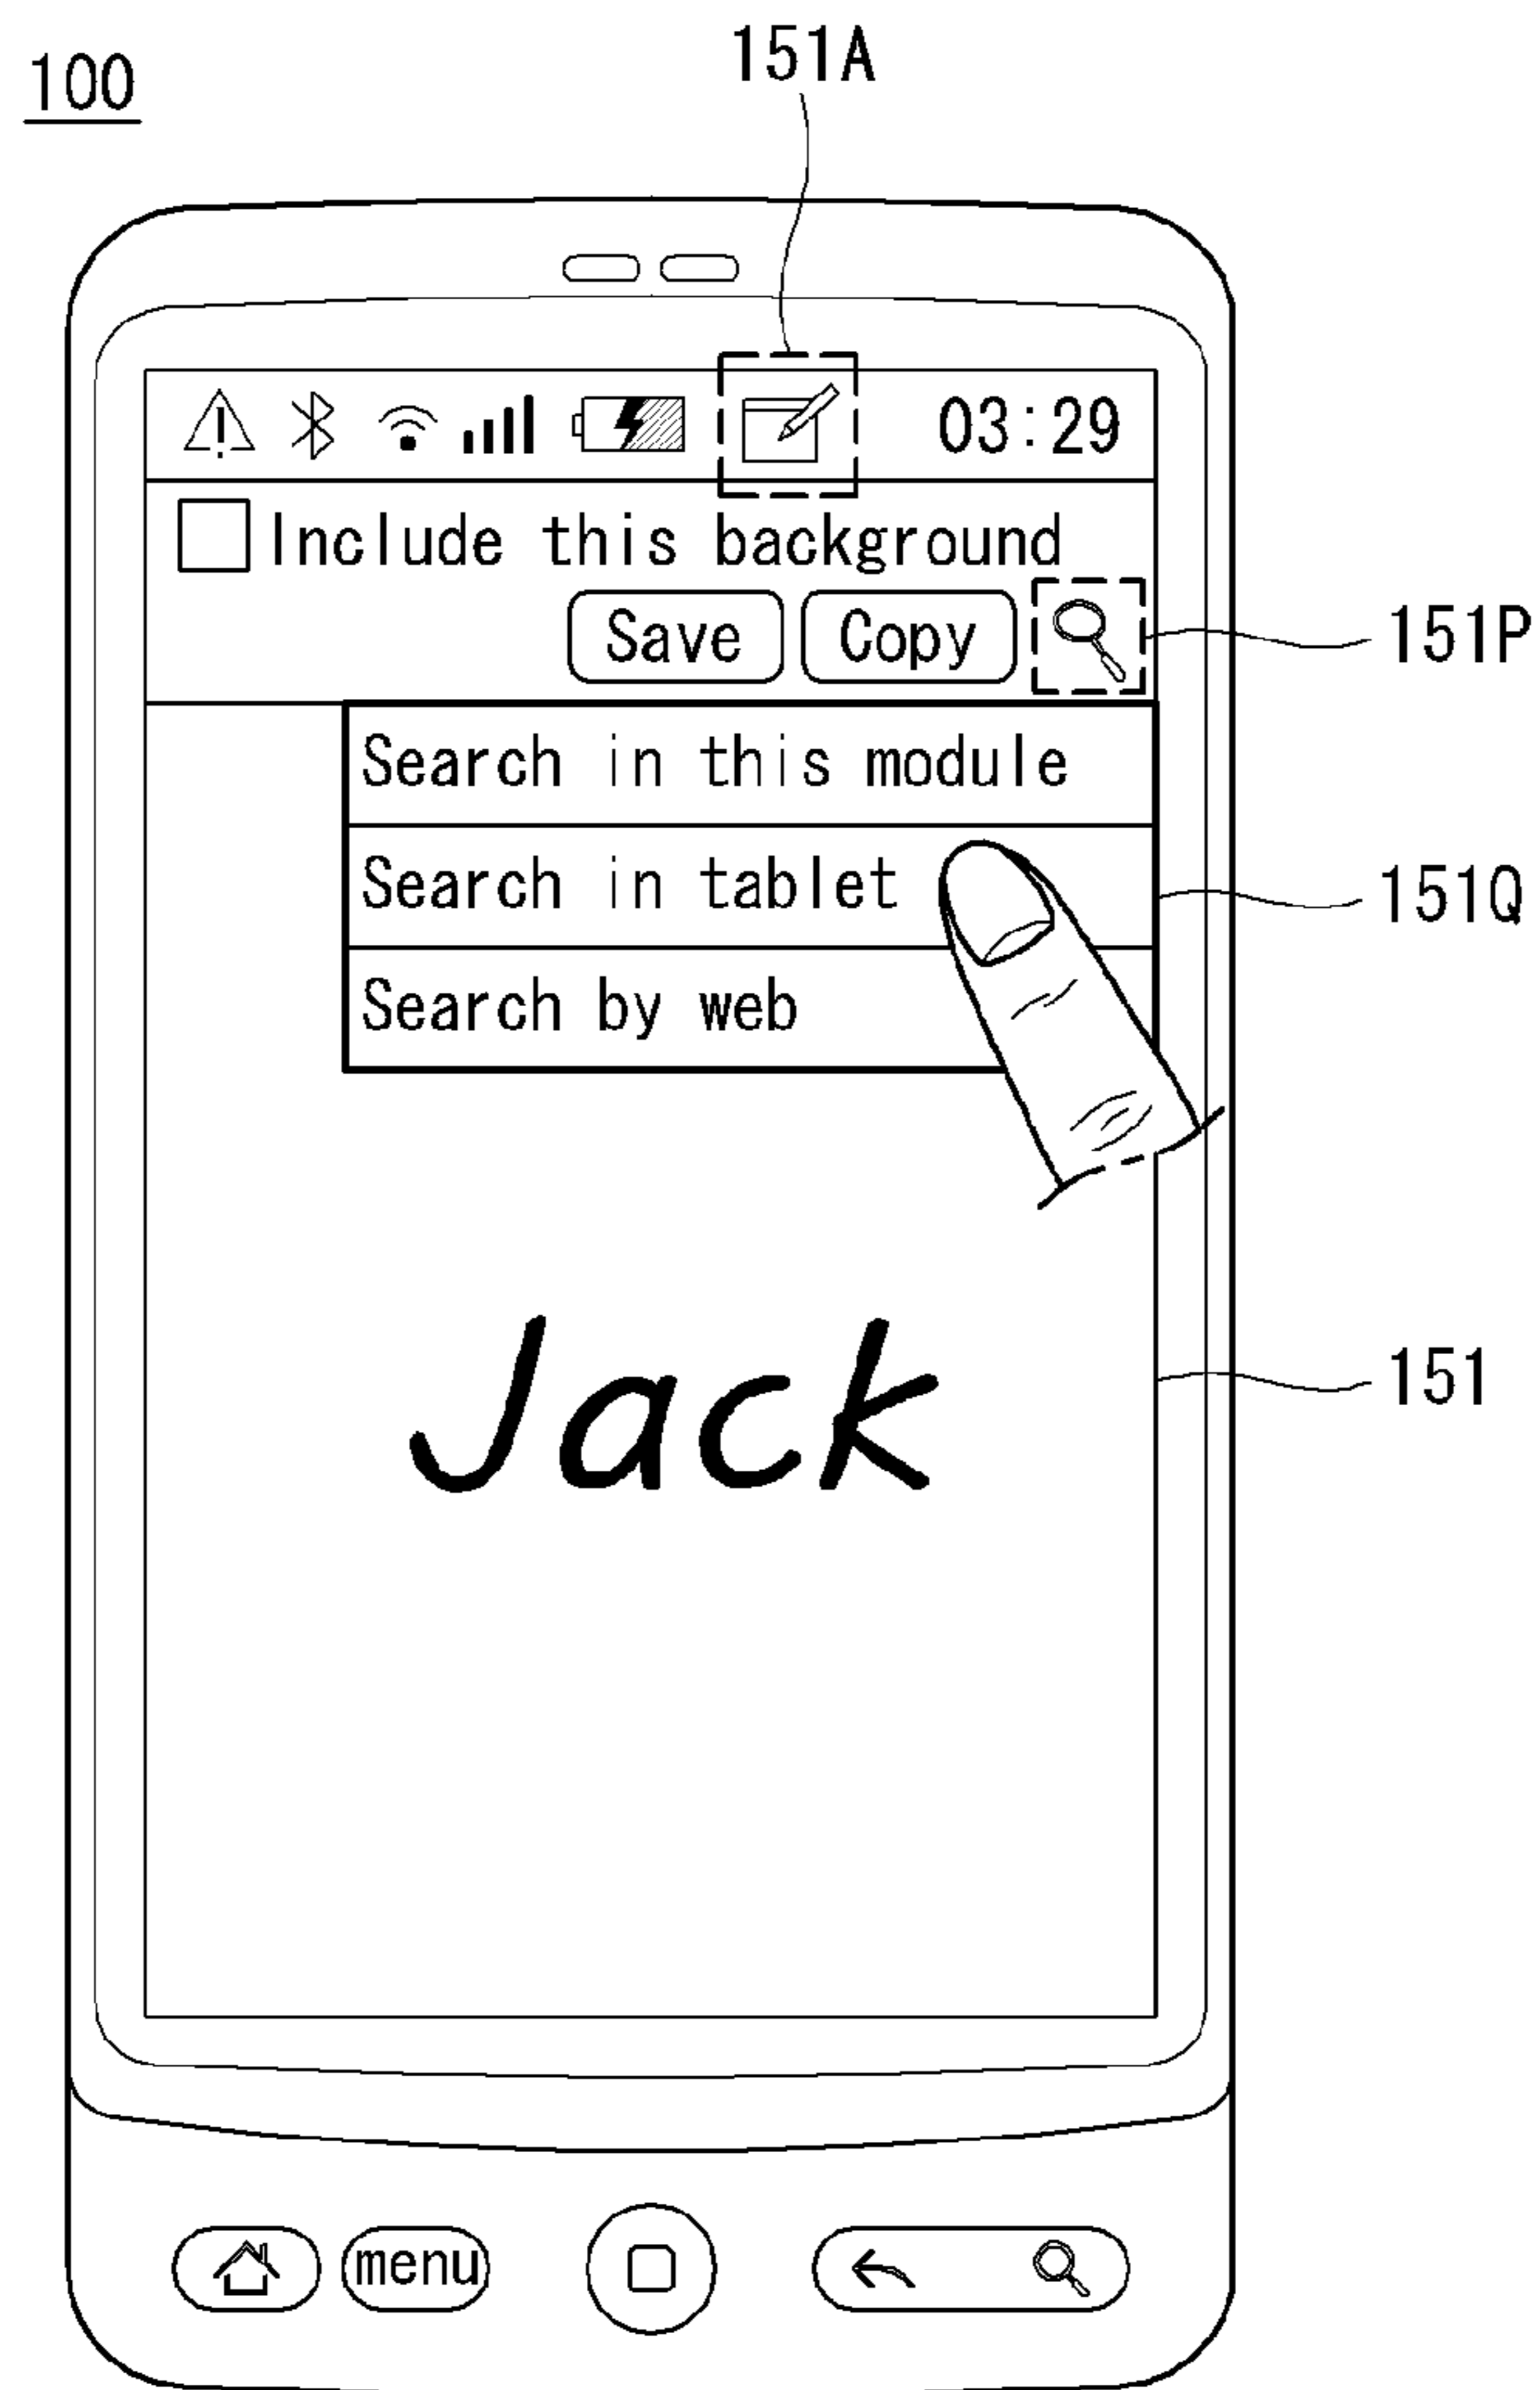 151A
100
03:29
Include this background
Save Copy
151P
Search in this module
Search in tablet
151Q
Search by web
151
Jack
menu